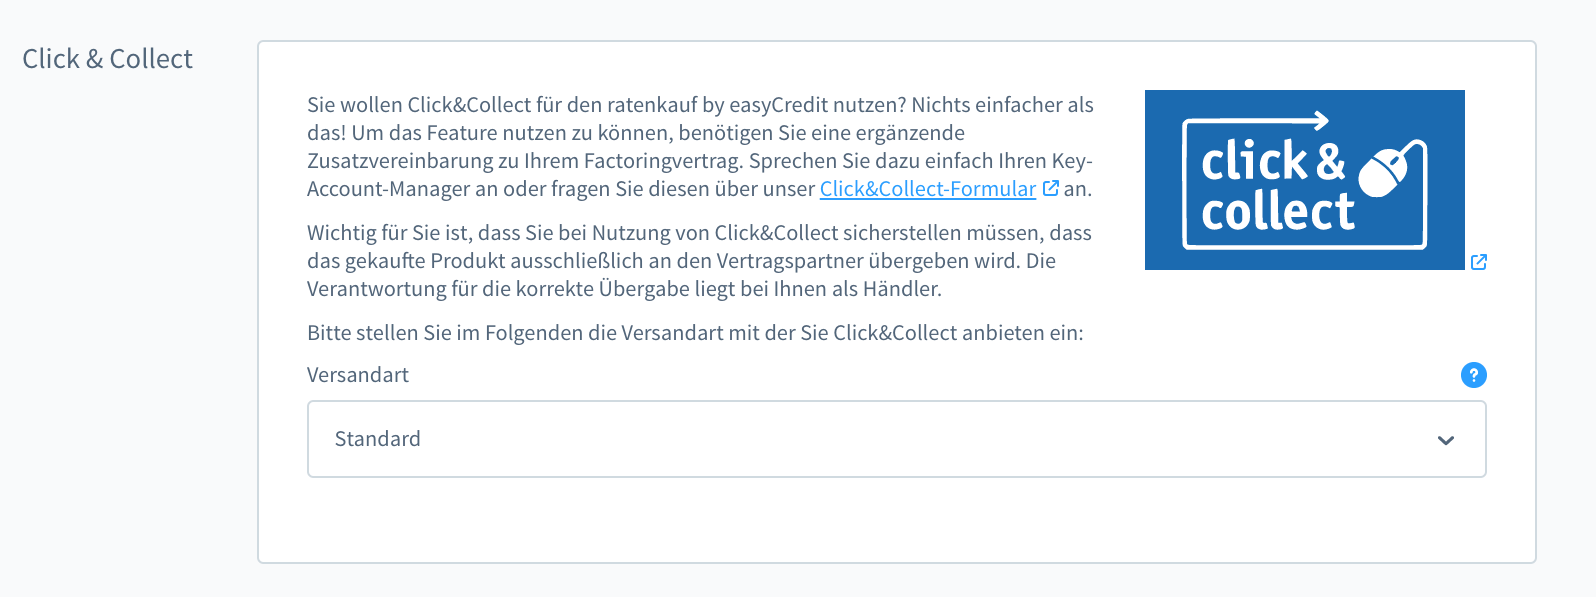 Click & Collect
Sie wollen Click&Collect für den ratenkauf by easyCredit nutzen? Nichts einfacher als
das! Um das Feature nutzen zu können, benötigen Sie eine ergänzende
Zusatzvereinbarung zu Ihrem Factoringvertrag. Sprechen Sie dazu einfach Ihren Key-
Account-Manager an oder fragen Sie diesen über unser Click&Collect-Formular an.
Wichtig für Sie ist, dass Sie bei Nutzung von Click&Collect sicherstellen müssen, dass
das gekaufte Produkt ausschließlich an den Vertragspartner übergeben wird. Die
Verantwortung für die korrekte Übergabe liegt bei Ihnen als Händler.
Bitte stellen Sie im Folgenden die Versandart mit der Sie Click&Collect anbieten ein:
click &
collect
Versandart
?
Standard